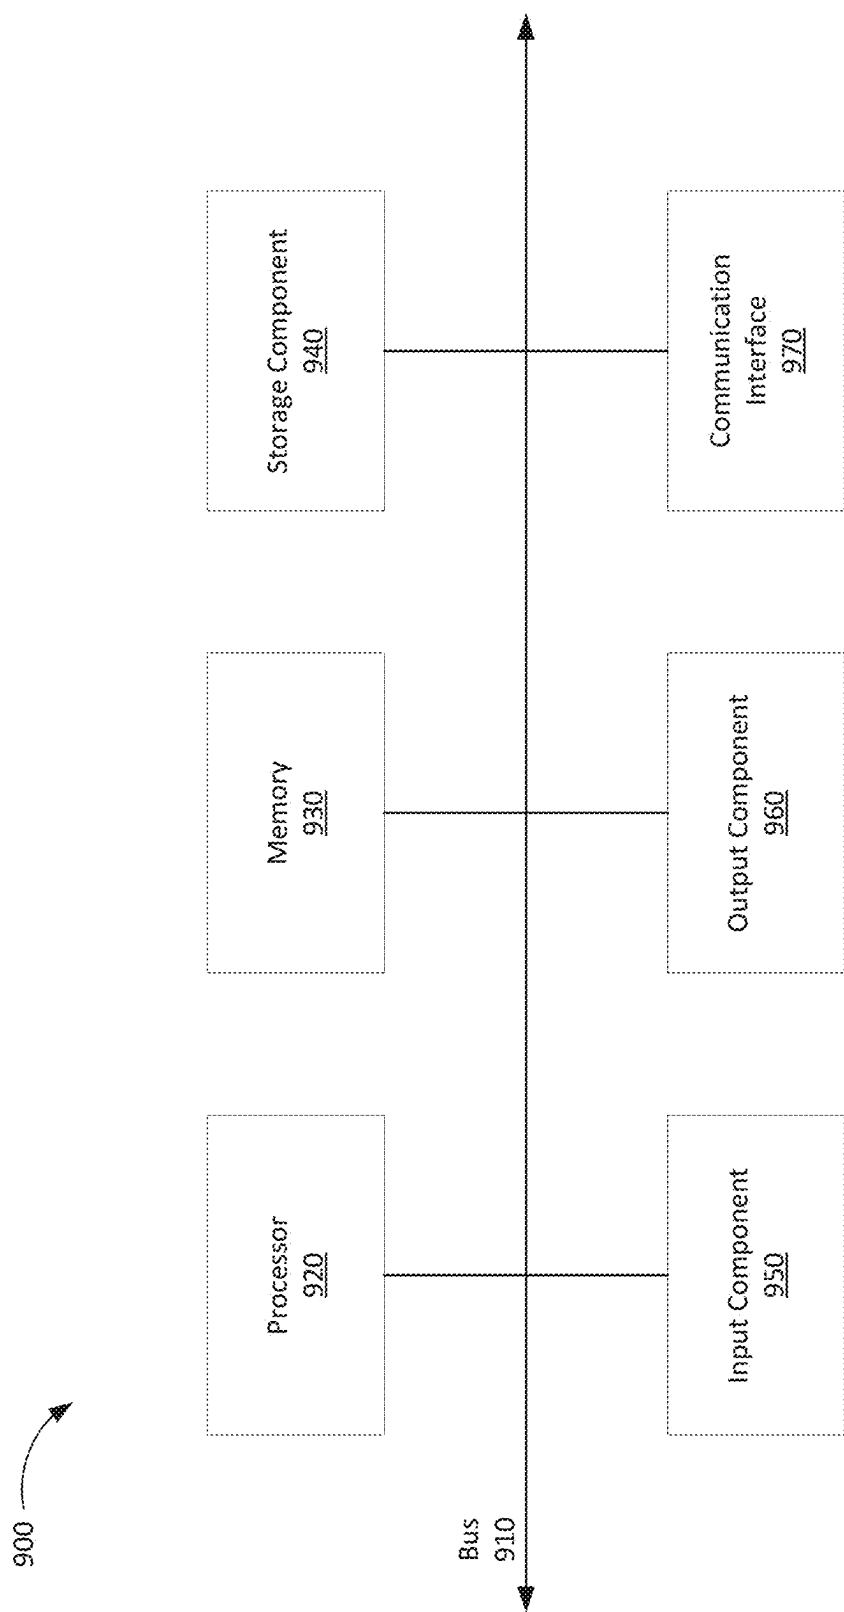 900
Processor
920
Memory
930
Storage Component
940
Bus
910
Input Component
950
Output Component
960
Communication
Interface
970